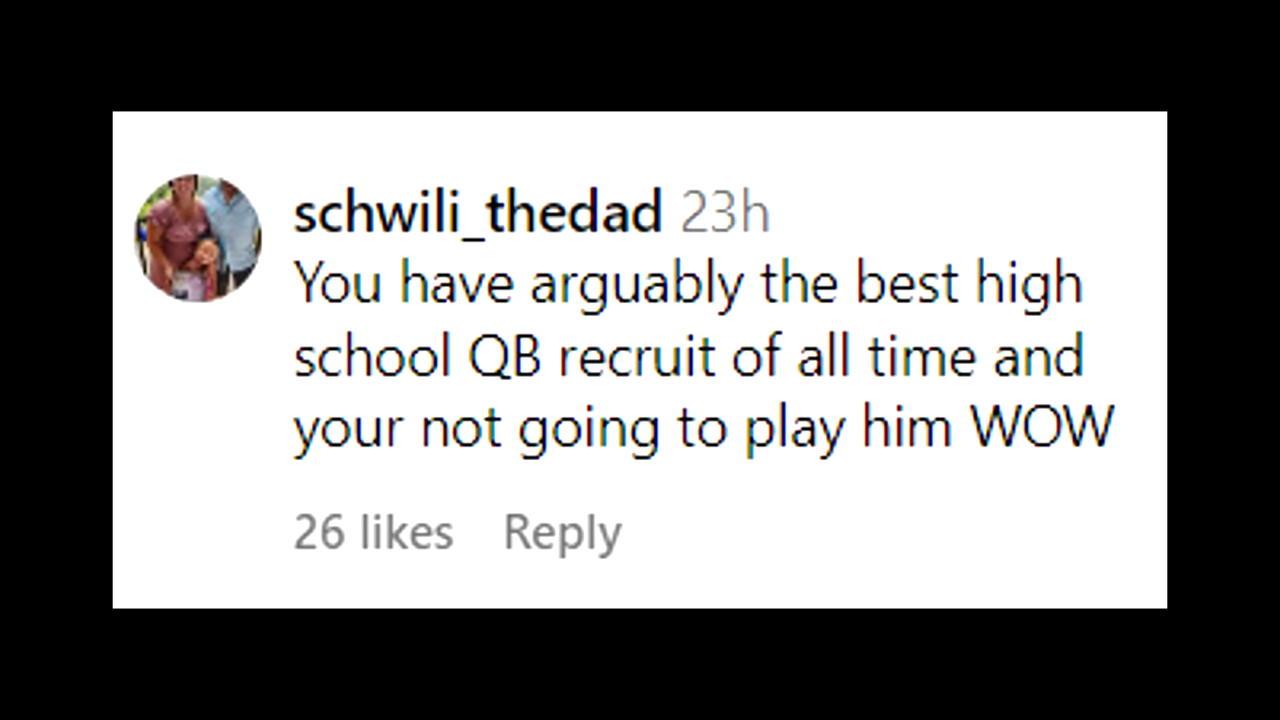 schwili_thedad 23h
You have arguably the best high
school QB recruit of all time and
your not going to play him WOW
26 likes Reply